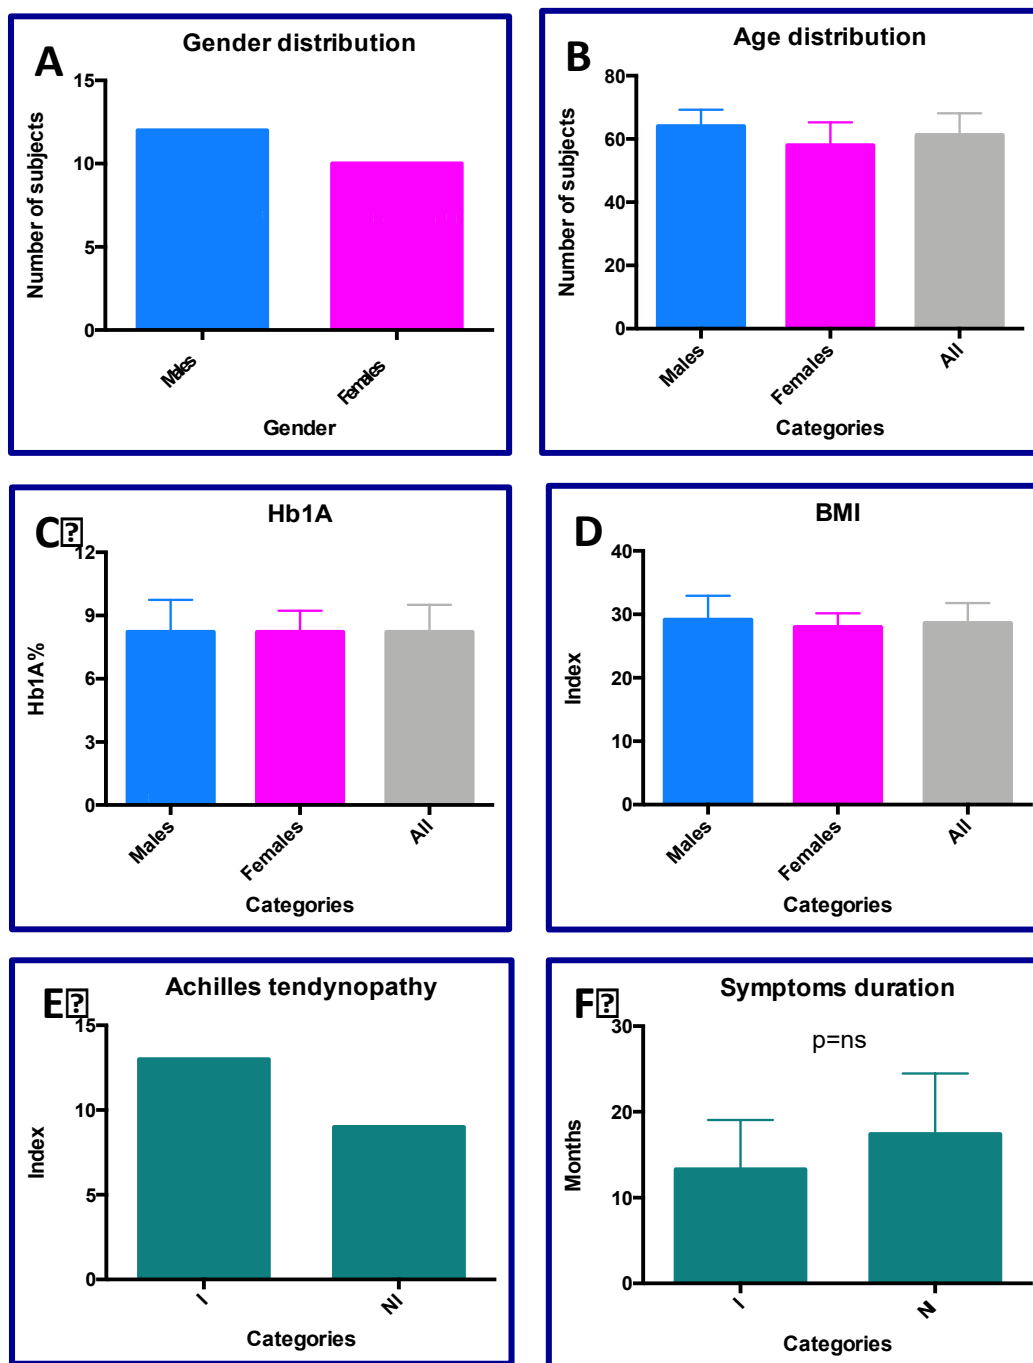 A
Gender distribution
Number of subjects
15
10
5
0
Males
Females
Gender
B
Age distribution
Number of subjects
80
60
40
20
0
Males
Females
All
Categories
C⍰
Hb1A
Hb1A%
12
9
6
3
0
Males
Females
All
Categories
D
BMI
Index
40
30
20
10
0
Males
Females
All
Categories
E⍰
Achilles tendynopathy
Index
15
10
5
0
I
NI
Categories
F⍰
Symptoms duration
p=ns
Months
30
20
10
0
I
NI
Categories